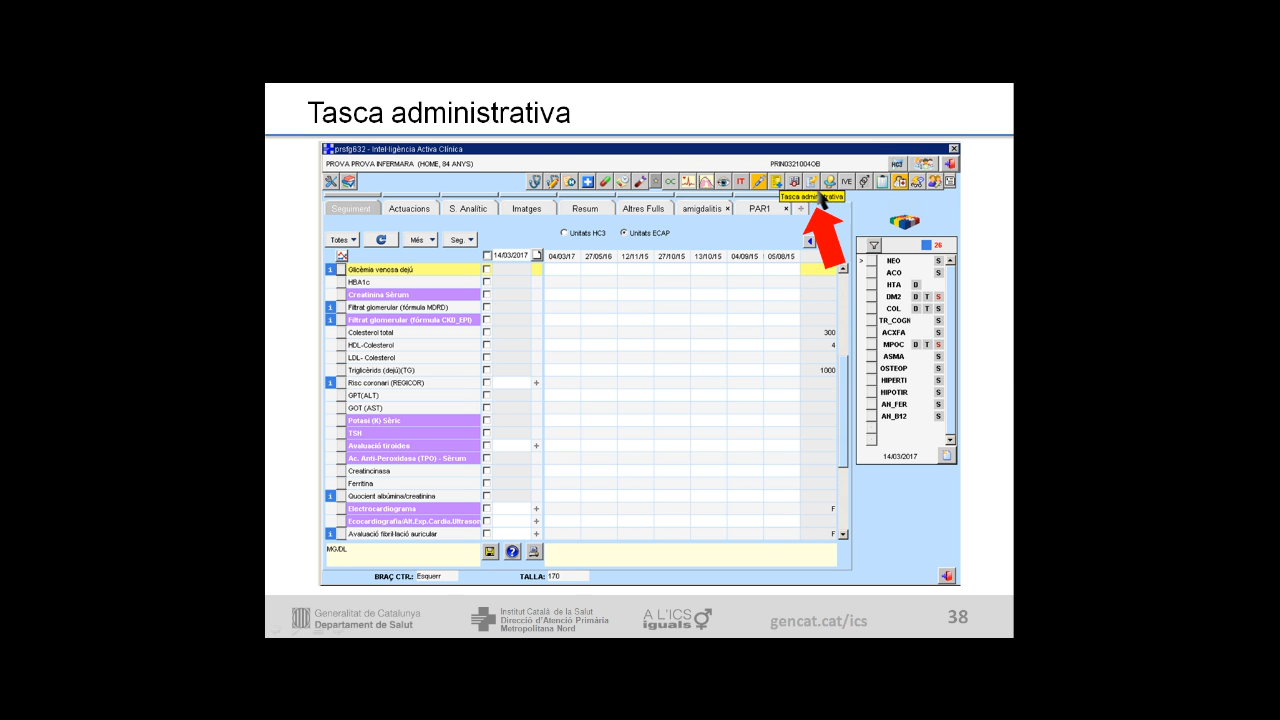 Tasca administrativa
prsfg632 - Intel·ligència Activa Clínica
PROVA PROVA INFERMARA (HOME, 84 ANYS)
PRIN0321004OB
HC3
IT
IVE
Tasca administrativa
Seguiment
Actuacions
S. Analític
Imatges
Resum
Altres Fulls
amigdalitis ×
PAR1 ×
+
Totes
Més
Seg.
Unitats HC3
Unitats ECAP
14/03/2017 04/03/17 27/05/16 12/11/15 27/10/15 13/10/15 04/09/15 05/08/15
Glicèmia venosa dejú
HBA1c
Creatinina Sèrum
Filtrat glomerular (fórmula MDRD)
Filtrat glomerular (fórmula CKD_EPI)
Colesterol total 300
HDL-Colesterol 4
LDL- Colesterol
Triglicèrids (dejú)(TG) 1000
Risc coronari (REGICOR) +
GPT(ALT)
GOT (AST)
Potasi (K) Sèric
TSH
Avaluació tiroides +
Ac. Anti-Peroxidasa (TPO) - Sèrum
Creatincinasa
Ferritina
Quocient albúmina/creatinina
Electrocardiograma + F
Ecocardiografia/Alt.Exp.Cardia.Ultrason +
Avaluació fibril·lació auricular + F
MG/DL
BRAÇ CTR.: Esquerr
TALLA: 170
26
NEO S
ACO S
HTA D
DM2 D T S
COL D T S
TR_COGN S
ACXFA S
MPOC D T S
ASMA S
OSTEOP S
HIPERTI S
HIPOTIR S
AN_FER S
AN_B12 S
14/03/2017
Generalitat de Catalunya
Departament de Salut
Institut Català de la Salut
Direcció d'Atenció Primària
Metropolitana Nord
A L'ICS
iguals
gencat.cat/ics
38